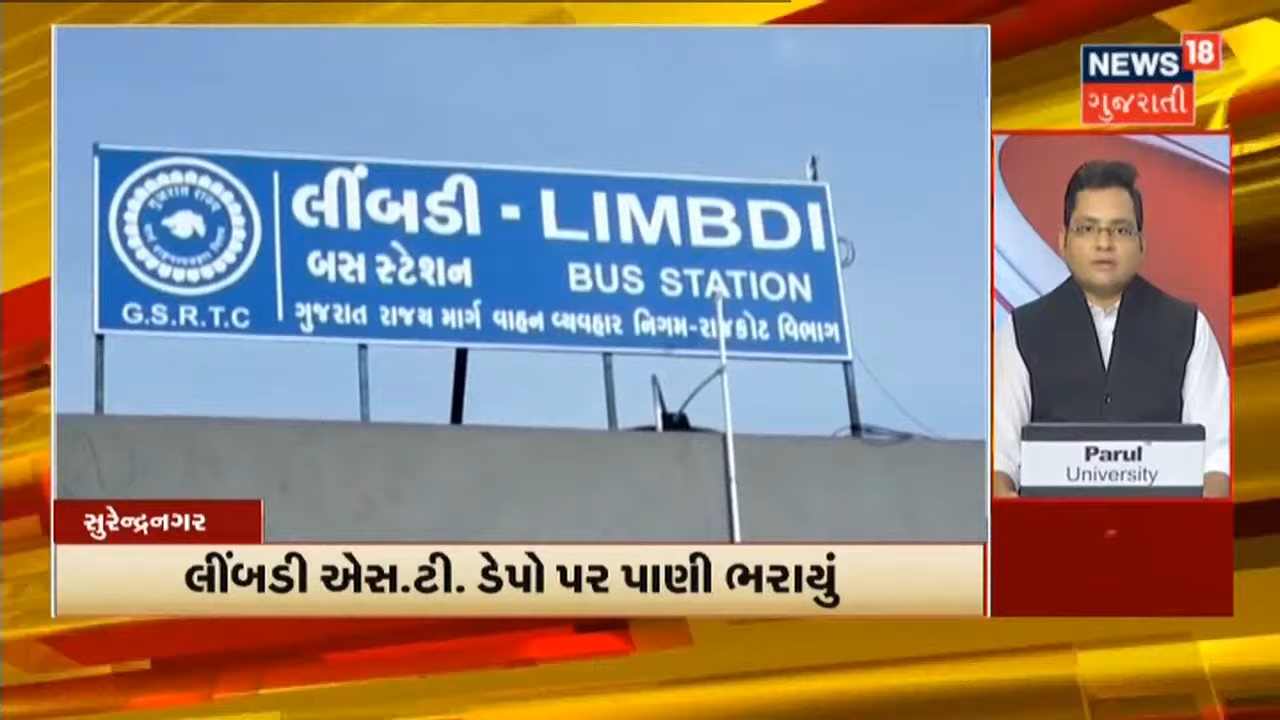 NEWS 18
ગુજરાતી
લીંબડી - LIMBDI
બસ સ્ટેશન BUS STATION
G.S.R.T.C
ગુજરાત રાજ્ય માર્ગ વાહન વ્યવહાર નિગમ-રાજકોટ વિભાગ
Parul
University
સુરેન્દ્રનગર
લીંબડી એસ.ટી. ડેપો પર પાણી ભરાયું